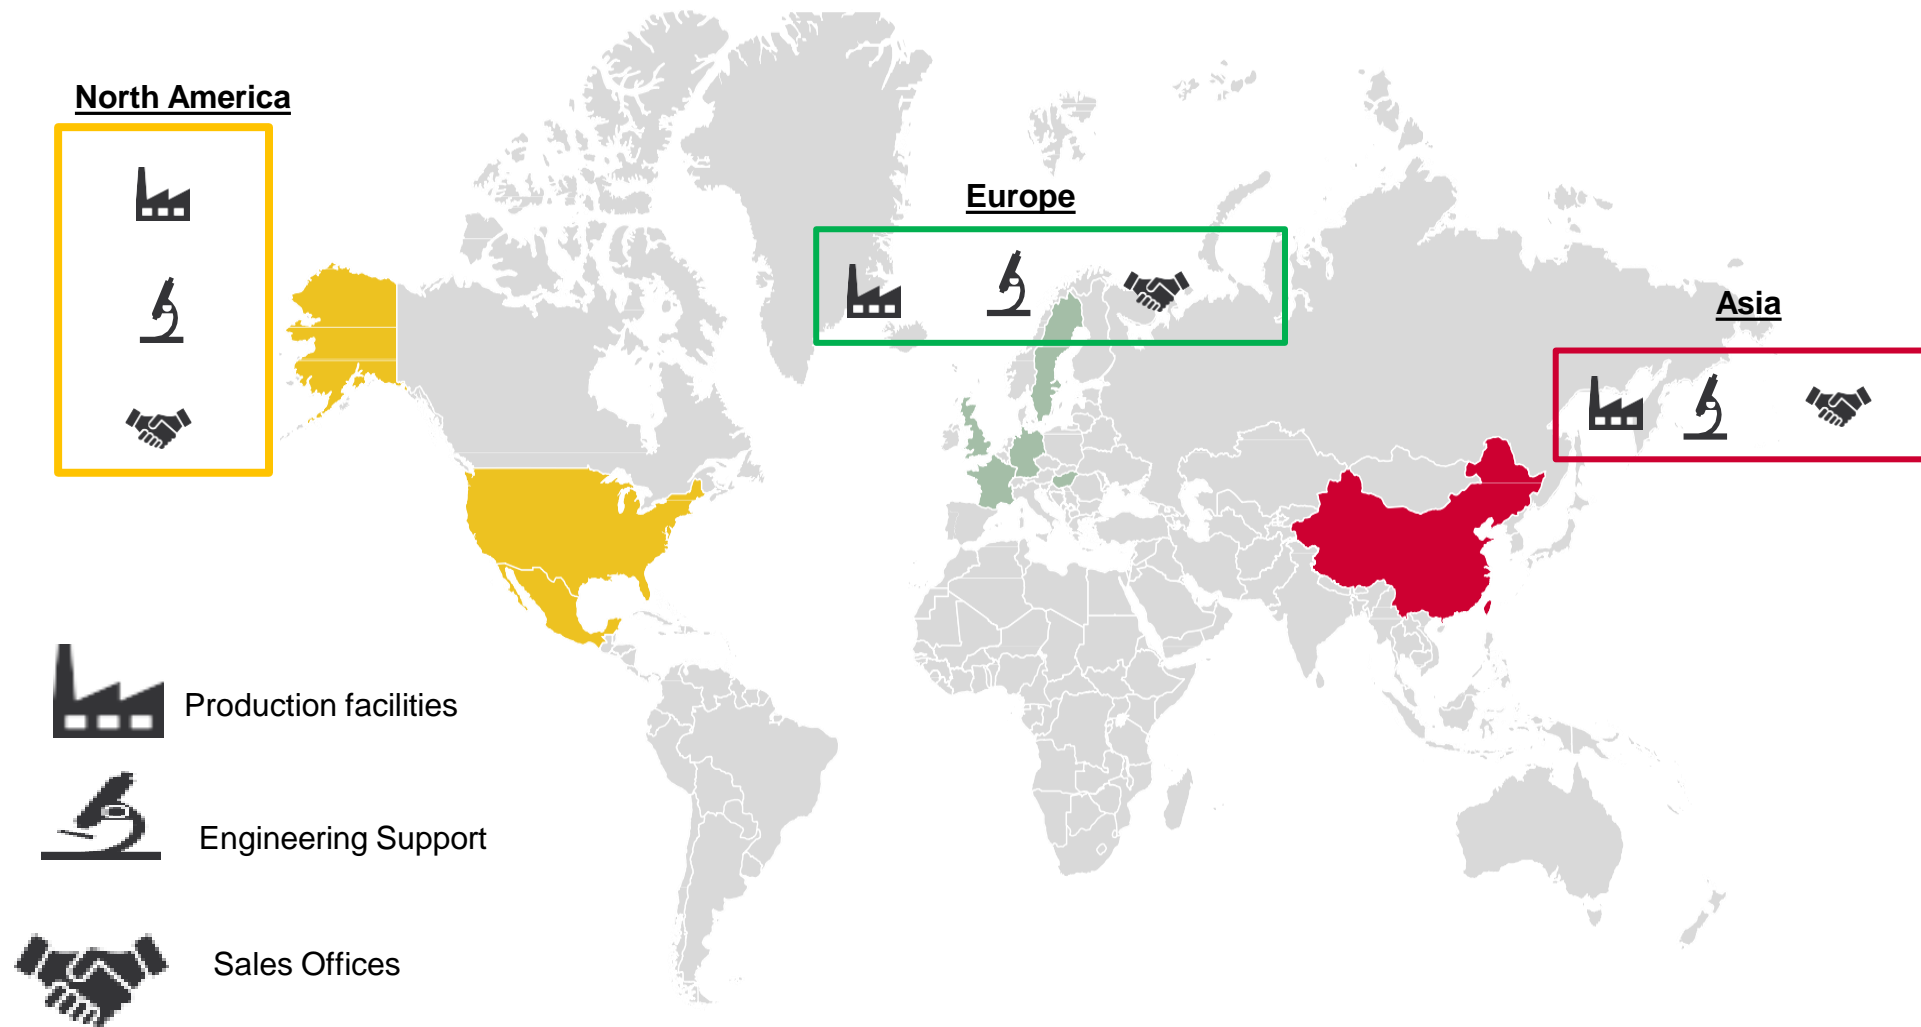 North America
Europe
Asia
Production facilities
Engineering Support
Sales Offices